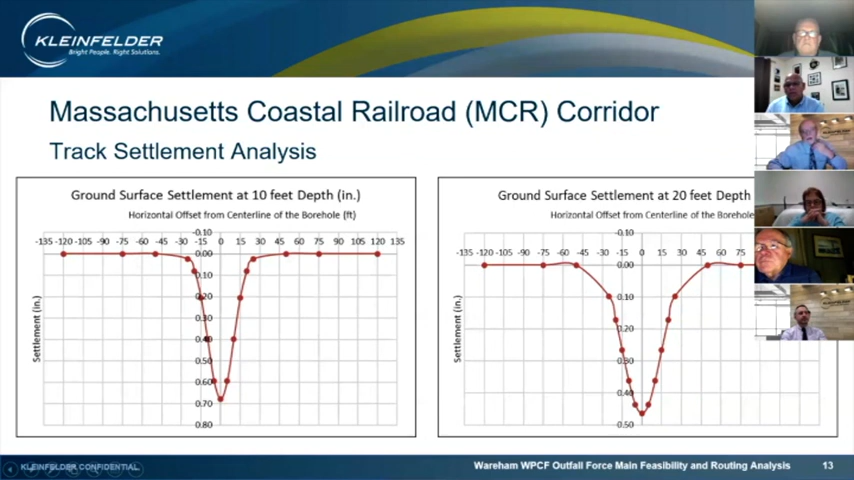 KLEINFELDER
Bright People. Right Solutions.
Massachusetts Coastal Railroad (MCR) Corridor
Track Settlement Analysis
Ground Surface Settlement at 10 feet Depth (in.)
Horizontal Offset from Centerline of the Borehole (ft)
-0.10
-135 -120 -105 -90 -75 -60 -45 -30 -15 0 15 30 45 60 75 90 105 120 135
0.00
0.10
0.20
0.30
0.40
0.50
0.60
0.70
0.80
Settlement (in.)
Ground Surface Settlement at 20 feet Depth
Horizontal Offset from Centerline of the Borehole
-0.10
-135 -120 -105 -90 -75 -60 -45 -30 -15 0 15 30 45 60 75
0.00
0.10
0.20
0.30
0.40
0.50
Settlement (in.)
KLEINFELDER CONFIDENTIAL
Wareham WPCF Outfall Force Main Feasibility and Routing Analysis 13